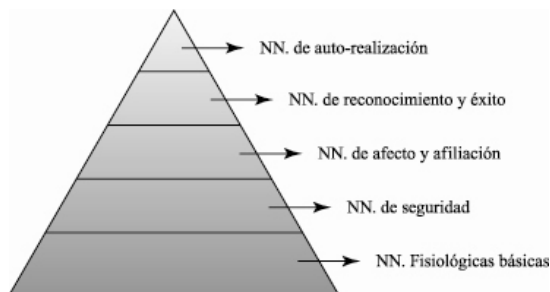 NN. de auto-realización
NN. de reconocimiento y éxito
NN. de afecto y afiliación
NN. de seguridad
NN. Fisiológicas básicas